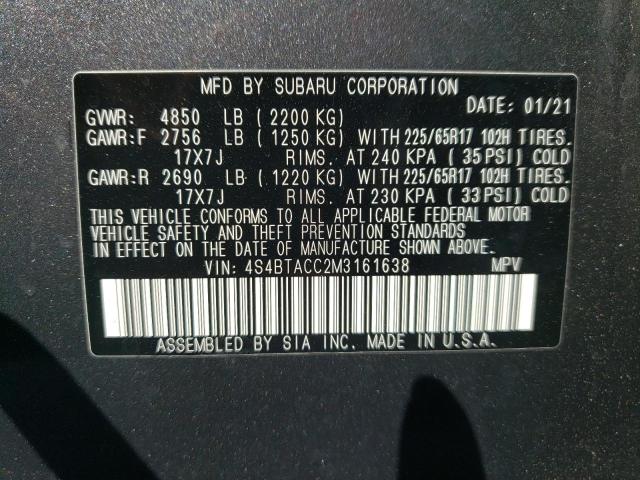 MFD BY SUBARU CORPORATION
DATE: 01/21
GVWR: 4850 LB (2200 KG)
GAWR:F 2756 LB (1250 KG) WITH 225/65R17 102H TIRES.
17X7J RIMS. AT 240 KPA (35 PSI) COLD
GAWR:R 2690 LB (1220 KG) WITH 225/65R17 102H TIRES.
17X7J RIMS. AT 230 KPA (33 PSI) COLD
THIS VEHICLE CONFORMS TO ALL APPLICABLE FEDERAL MOTOR
VEHICLE SAFETY AND THEFT PREVENTION STANDARDS
IN EFFECT ON THE DATE OF MANUFACTURE SHOWN ABOVE.
VIN: 4S4BTACC2M3161638 MPV
ASSEMBLED BY SIA INC. MADE IN U.S.A.